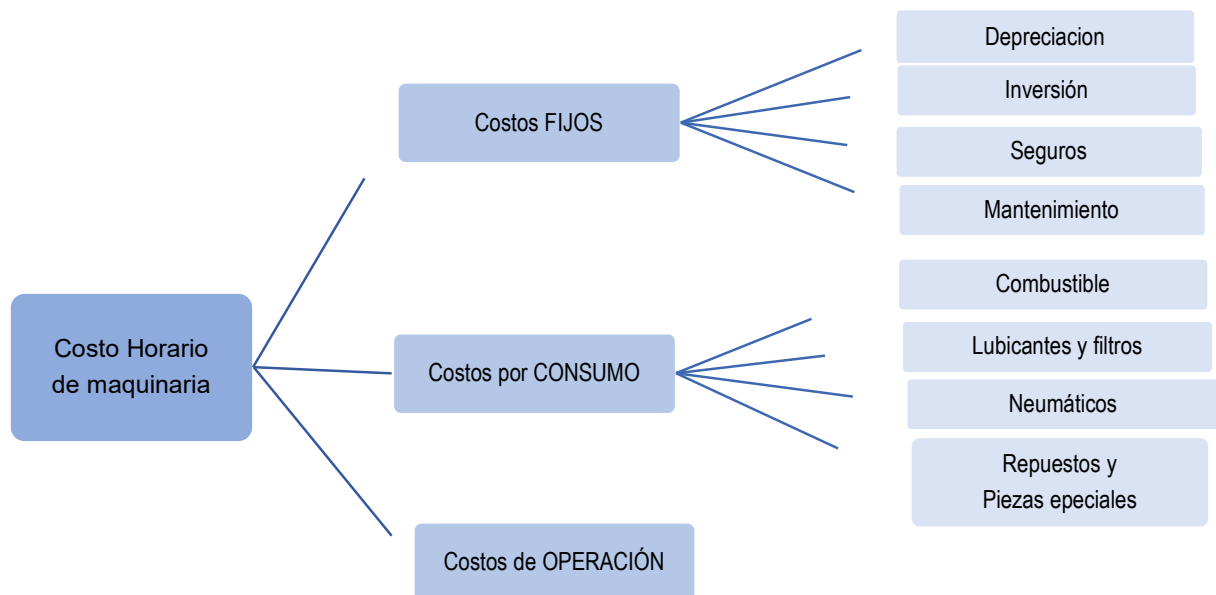 Costo Horario
de maquinaria
Costos FIJOS
Depreciacion
Inversión
Seguros
Mantenimiento
Costos por CONSUMO
Combustible
Lubicantes y filtros
Neumáticos
Repuestos y
Piezas epeciales
Costos de OPERACIÓN